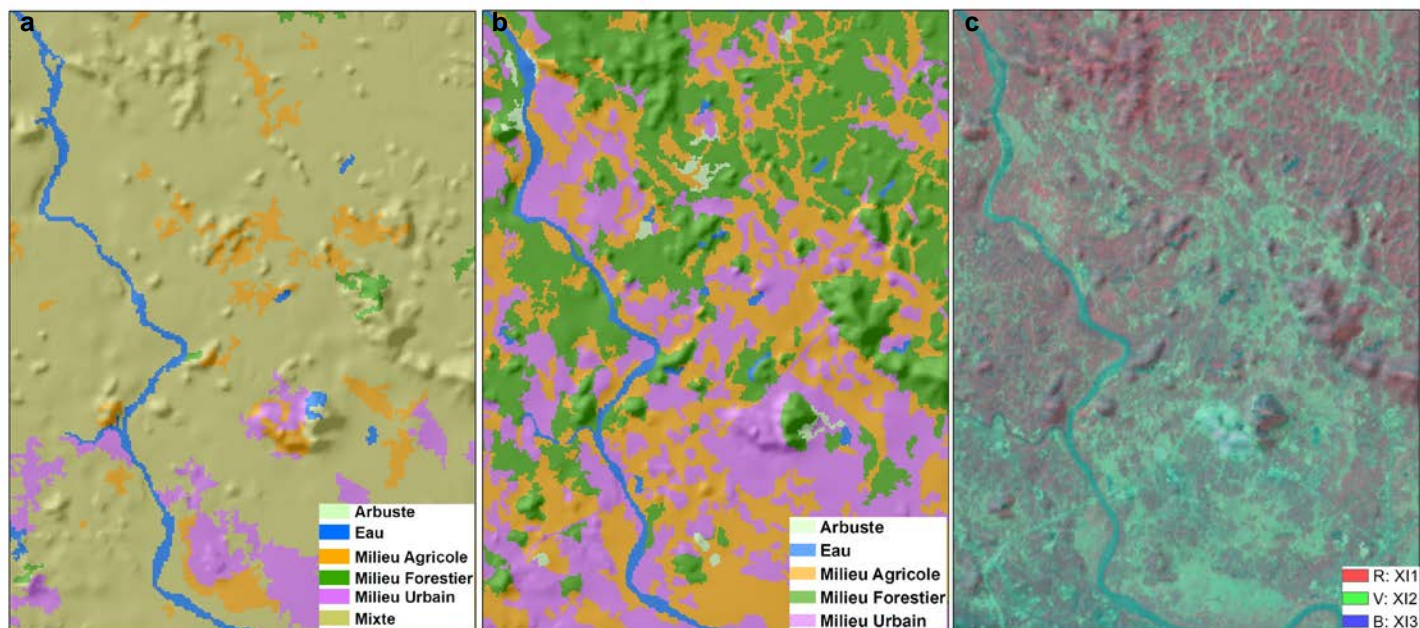 a
b
c
Arbuste
Eau
Milieu Agricole
Milieu Forestier
Milieu Urbain
Mixte
Arbuste
Eau
Milieu Agricole
Milieu Forestier
Milieu Urbain
R: XI1
V: XI2
B: XI3